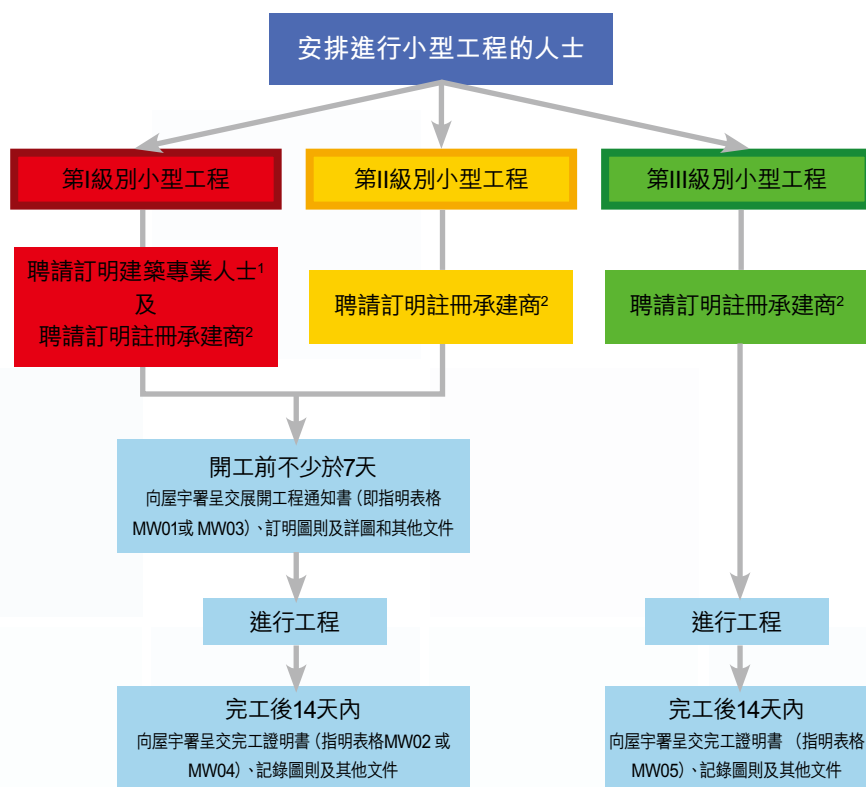 安排進行小型工程的人士
第I級別小型工程
第II級別小型工程
第III級別小型工程
聘請訂明建築專業人士¹
及
聘請訂明註冊承建商²
聘請訂明註冊承建商²
聘請訂明註冊承建商²
開工前不少於7天
向屋宇署呈交展開工程通知書（即指明表格
MW01或 MW03）、訂明圖則及詳圖和其他文件
進行工程
進行工程
完工後14天內
向屋宇署呈交完工證明書（指明表格MW02 或
MW04）、記錄圖則及其他文件
完工後14天內
向屋宇署呈交完工證明書 （指明表格
MW05）、記錄圖則及其他文件